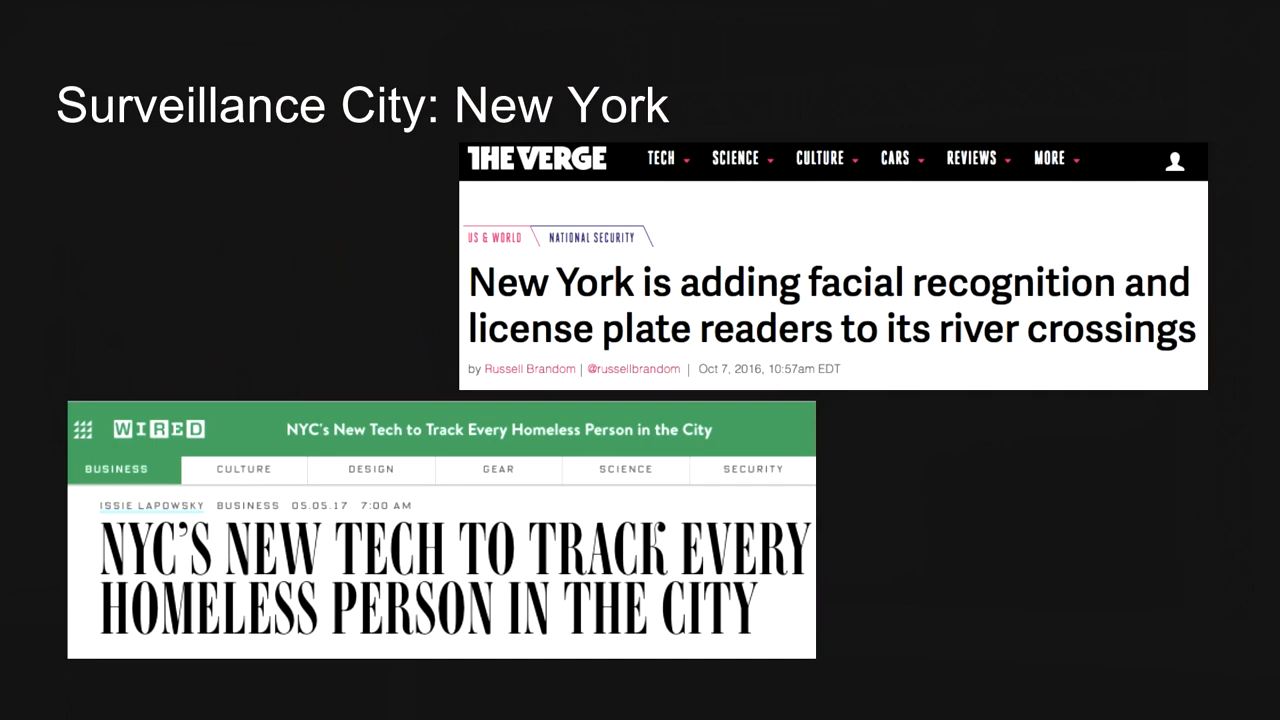 Surveillance City: New York
THE VERGE TECH SCIENCE CULTURE CARS REVIEWS MORE
US & WORLD NATIONAL SECURITY
New York is adding facial recognition and
license plate readers to its river crossings
by Russell Brandom | @russellbrandom | Oct 7, 2016, 10:57am EDT
WIRED NYC's New Tech to Track Every Homeless Person in the City
BUSINESS CULTURE DESIGN GEAR SCIENCE SECURITY
ISSIE LAPOWSKY BUSINESS 05.05.17 7:00 AM
NYC'S NEW TECH TO TRACK EVERY
HOMELESS PERSON IN THE CITY